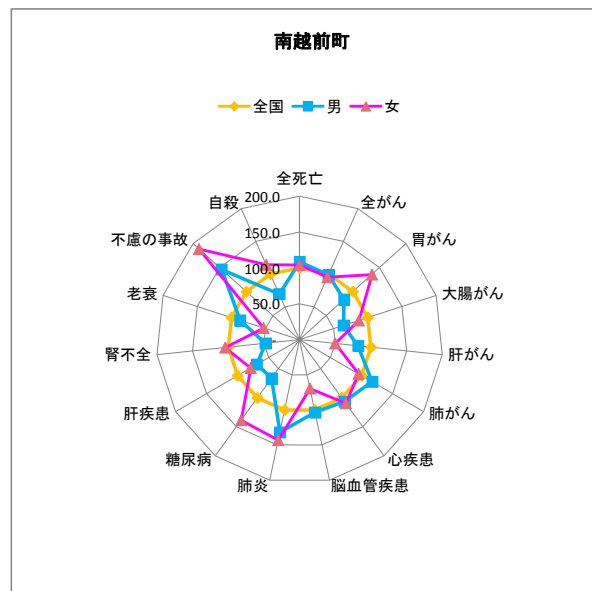 南越前町
全国 男 女
全死亡
全がん
胃がん
大腸がん
肝がん
肺がん
心疾患
脳血管疾患
肺炎
糖尿病
肝疾患
腎不全
老衰
不慮の事故
自殺
200.0
150.0
100.0
50.0
-